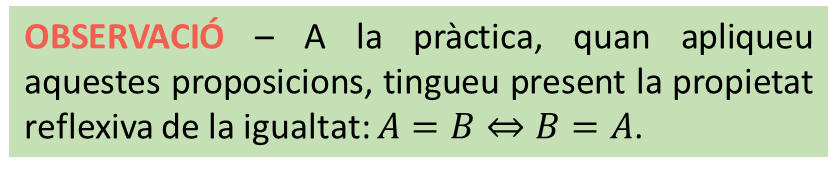 OBSERVACIÓ – A la pràctica, quan apliqueu
aquestes proposicions, tingueu present la propietat
reflexiva de la igualtat: 𝐴 = 𝐵 ⇔ 𝐵 = 𝐴.